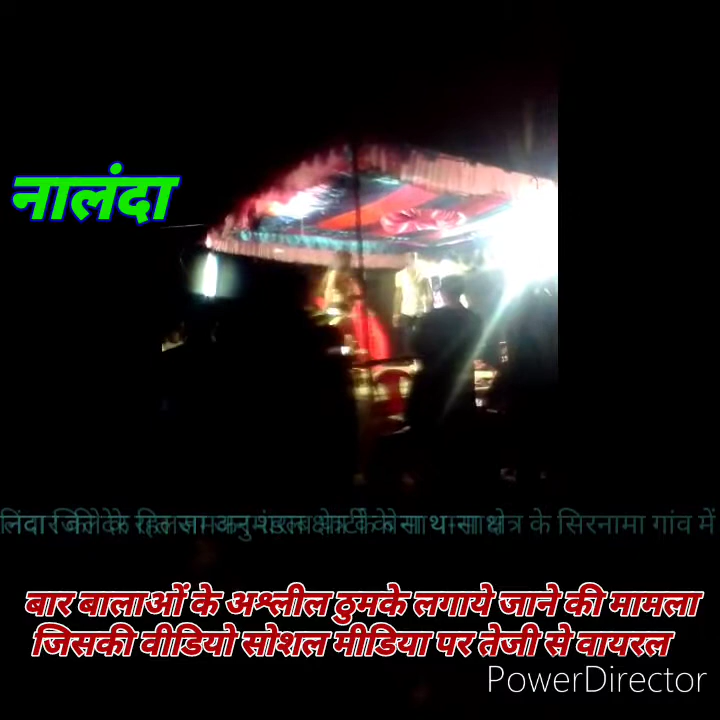 नालंदा
के सिरनामा गांव में
बार बालाओं के अश्लील ठुमके लगाये जाने की मामला
जिसकी वीडियो सोशल मीडिया पर तेजी से वायरल
PowerDirector